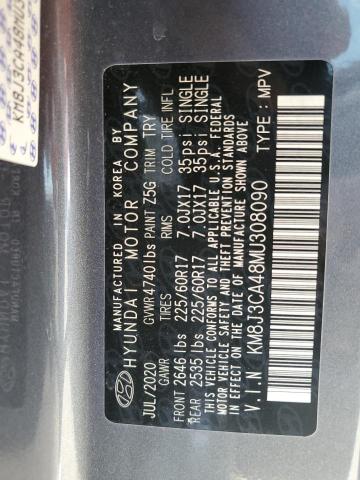 KM8J3CA48MU3
MANUFACTURED IN KOREA BY
HYUNDAI MOTOR COMPANY
JUL/2020 GVWR 4740lbs PAINT Z5G TRIM TRY
GAWR TIRES RIMS COLD TIRE INFL
FRONT 2646 lbs 225/60R17 7.0JX17 35psi SINGLE
REAR 2535 lbs 225/60R17 7.0JX17 35psi SINGLE
THIS VEHICLE CONFORMS TO ALL APPLICABLE U.S.A. FEDERAL
MOTOR VEHICLE SAFETY, BUMPER, AND THEFT PREVENTION STANDARDS
IN EFFECT ON THE DATE OF MANUFACTURE SHOWN ABOVE.
V.I.N KM8J3CA48MU308090 TYPE : MPV